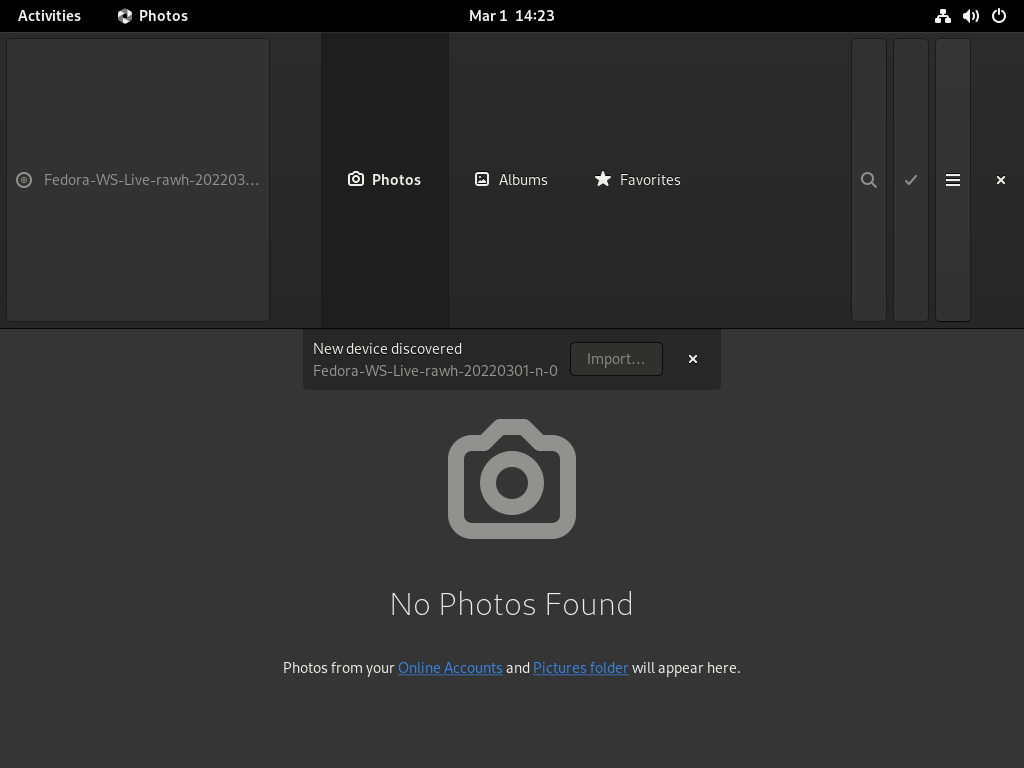 Activities Photos Mar 1 14:23
Fedora-WS-Live-rawh-202203… Photos Albums Favorites
New device discovered
Fedora-WS-Live-rawh-20220301-n-0
Import…
No Photos Found
Photos from your Online Accounts and Pictures folder will appear here.